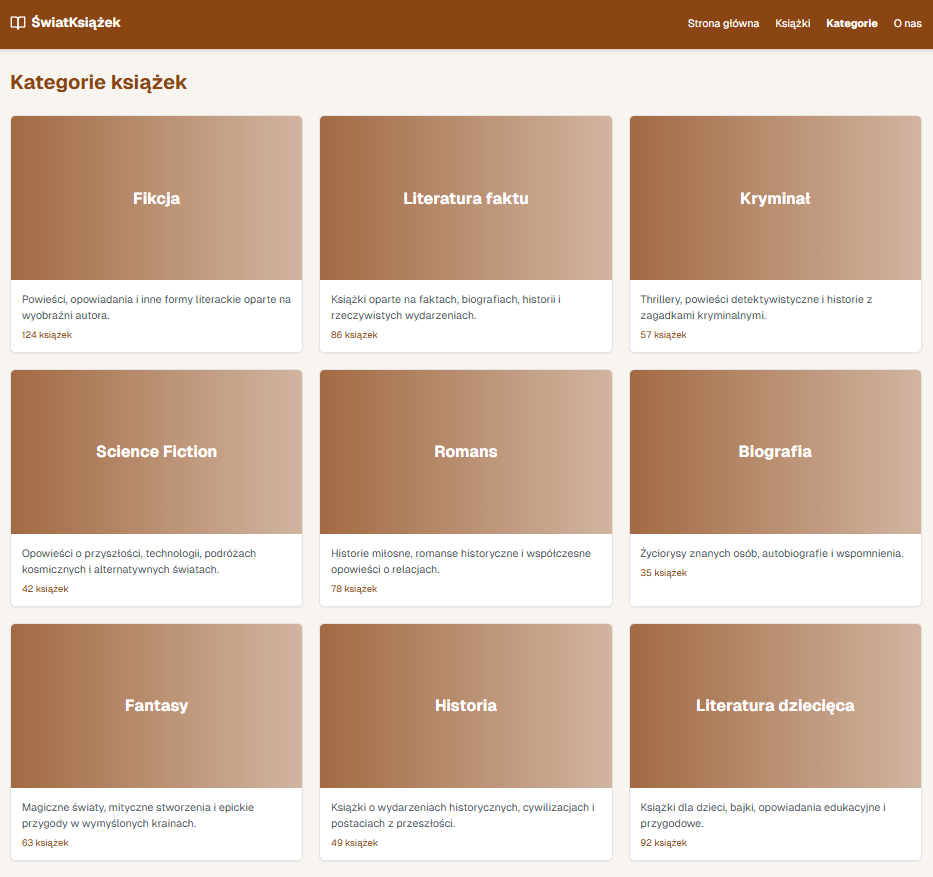 ŚwiatKsiążek
Strona główna Książki Kategorie O nas
Kategorie książek
Fikcja
Powieści, opowiadania i inne formy literackie oparte na
wyobraźni autora.
124 książek
Literatura faktu
Książki oparte na faktach, biografiach, historii i
rzeczywistych wydarzeniach.
86 książek
Kryminał
Thrillery, powieści detektywistyczne i historie z
zagadkami kryminalnymi.
57 książek
Science Fiction
Opowieści o przyszłości, technologii, podróżach
kosmicznych i alternatywnych światach.
42 książek
Romans
Historie miłosne, romanse historyczne i współczesne
opowieści o relacjach.
78 książek
Biografia
Życiorysy znanych osób, autobiografie i wspomnienia.
35 książek
Fantasy
Magiczne światy, mityczne stworzenia i epickie
przygody w wymyślonych krainach.
63 książek
Historia
Książki o wydarzeniach historycznych, cywilizacjach i
postaciach z przeszłości.
49 książek
Literatura dziecięca
Książki dla dzieci, bajki, opowiadania edukacyjne i
przygodowe.
92 książek